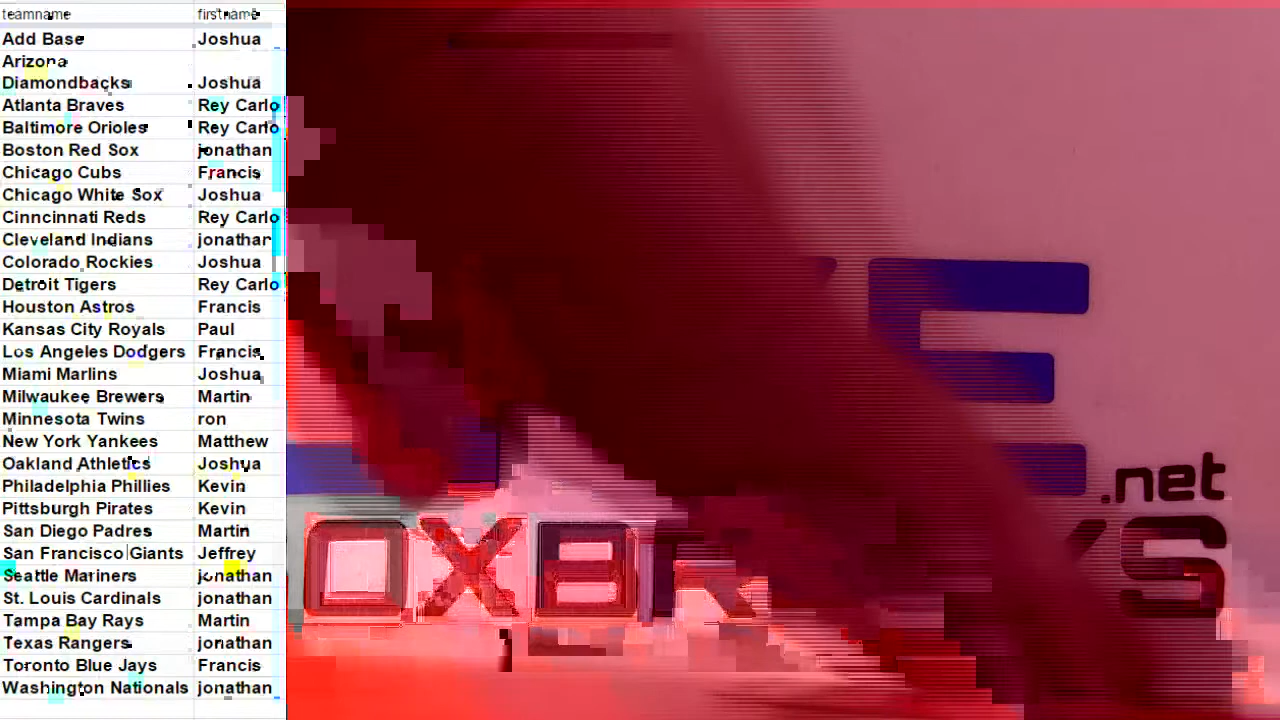 teamname firstname
Add Base Joshua
Arizona
Diamondbacks Joshua
Atlanta Braves Rey Carlo
Baltimore Orioles Rey Carlo
Boston Red Sox jonathan
Chicago Cubs Francis
Chicago White Sox Joshua
Cinncinnati Reds Rey Carlo
Cleveland Indians jonathan
Colorado Rockies Joshua
Detroit Tigers Rey Carlo
Houston Astros Francis
Kansas City Royals Paul
Los Angeles Dodgers Francis
Miami Marlins Joshua
Milwaukee Brewers Martin
Minnesota Twins ron
New York Yankees Matthew
Oakland Athletics Joshua
Philadelphia Phillies Kevin
Pittsburgh Pirates Kevin
San Diego Padres Martin
San Francisco Giants Jeffrey
Seattle Mariners jonathan
St. Louis Cardinals jonathan
Tampa Bay Rays Martin
Texas Rangers jonathan
Toronto Blue Jays Francis
Washington Nationals jonathan
.net